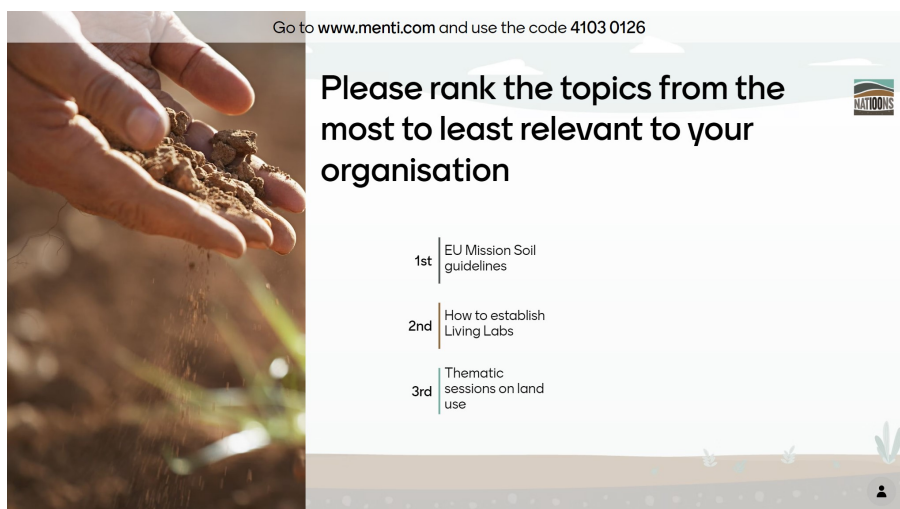 Go to www.menti.com and use the code 4103 0126
Please rank the topics from the
most to least relevant to your
organisation
NATI00NS
1st
EU Mission Soil
guidelines
2nd
How to establish
Living Labs
3rd
Thematic
sessions on land
use